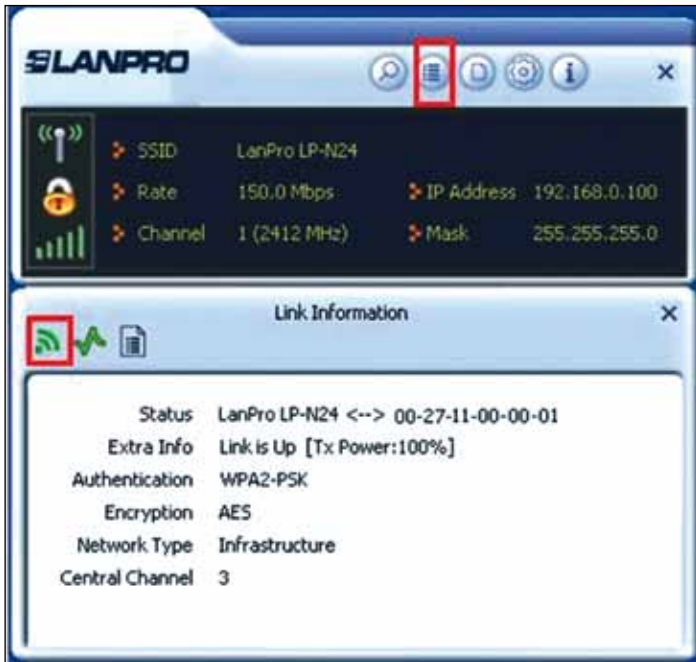 LANPRO
SSID LanPro LP-N24
Rate 150.0 Mbps IP Address 192.168.0.100
Channel 1 (2412 MHz) Mask 255.255.255.0
Link Information
Status LanPro LP-N24 <--> 00-27-11-00-00-01
Extra Info Link is Up [Tx Power:100%]
Authentication WPA2-PSK
Encryption AES
Network Type Infrastructure
Central Channel 3